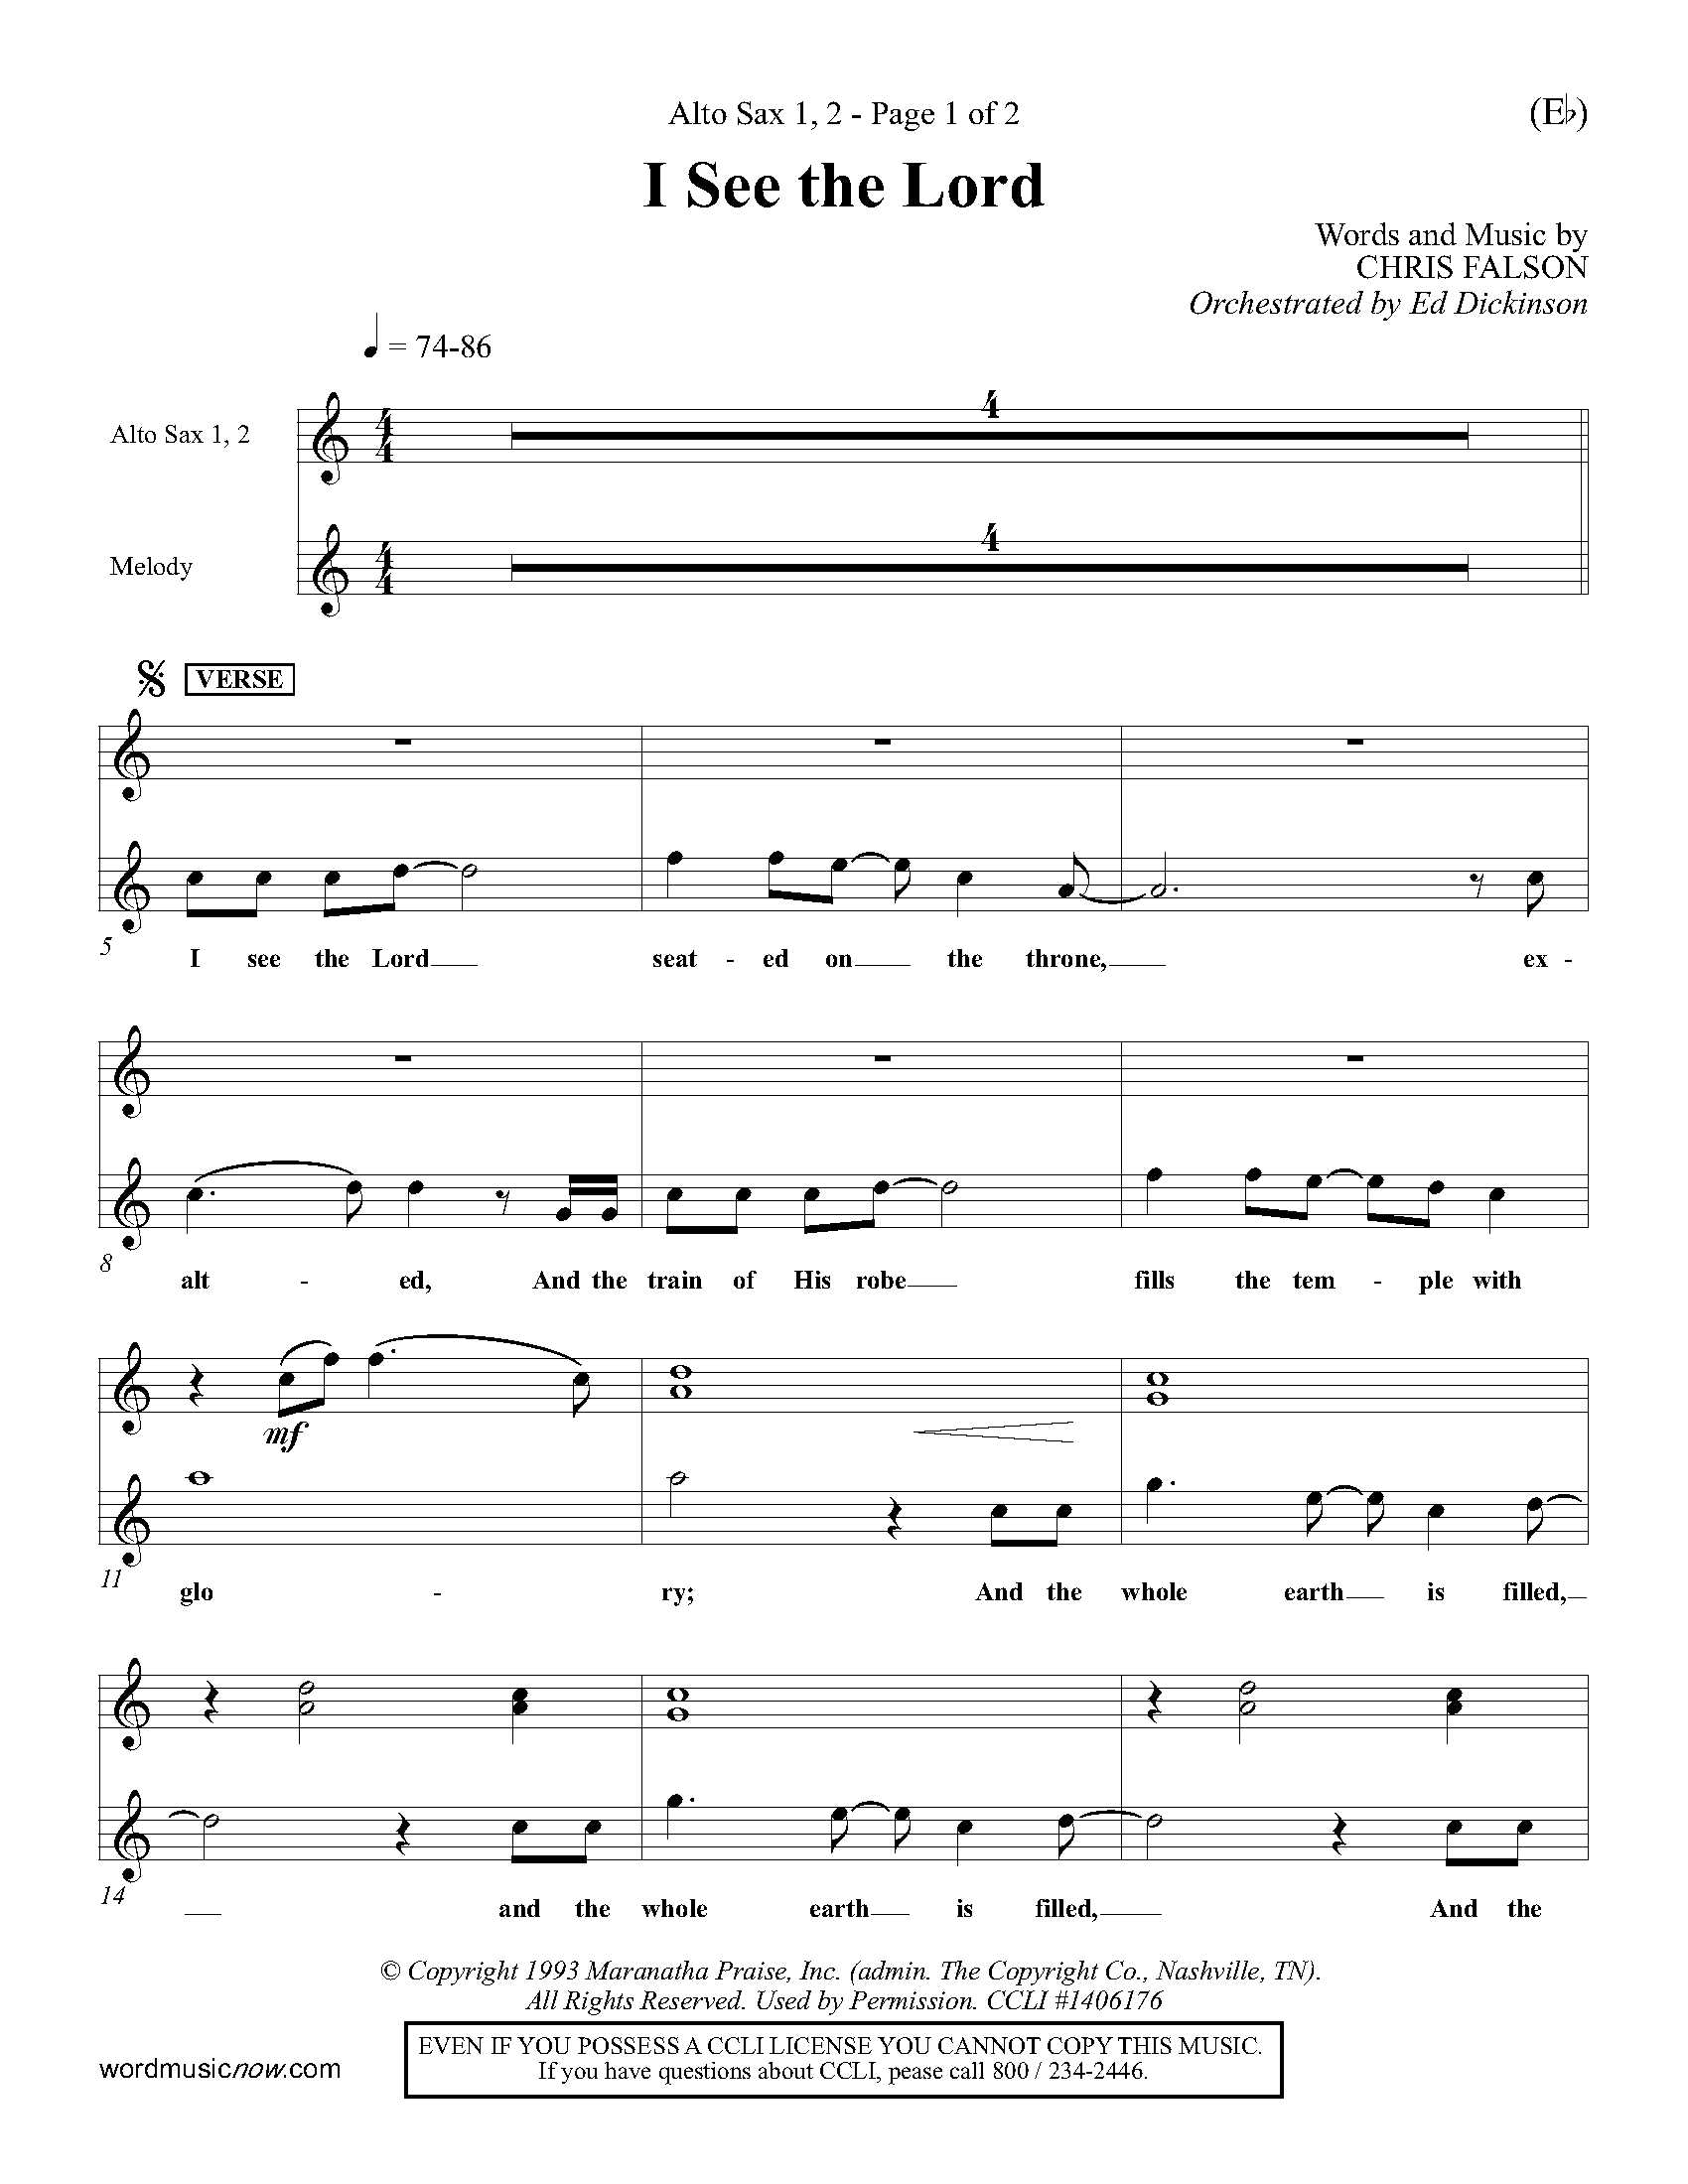 Alto Sax 1, 2 - Page 1 of 2
(E♭)
I See the Lord
Words and Music by
CHRIS FALSON
Orchestrated by Ed Dickinson
♩ = 74-86
Alto Sax 1, 2
4
Melody
4
VERSE
5
I see the Lord seat - ed on the throne, ex -
8
alt - ed, And the train of His robe fills the tem - ple with
mf
11
glo - ry; And the whole earth is filled,
14
and the whole earth is filled, And the
© Copyright 1993 Maranatha Praise, Inc. (admin. The Copyright Co., Nashville, TN).
All Rights Reserved. Used by Permission. CCLI #1406176
EVEN IF YOU POSSESS A CCLI LICENSE YOU CANNOT COPY THIS MUSIC.
If you have questions about CCLI, pease call 800 / 234-2446.
wordmusicnow.com